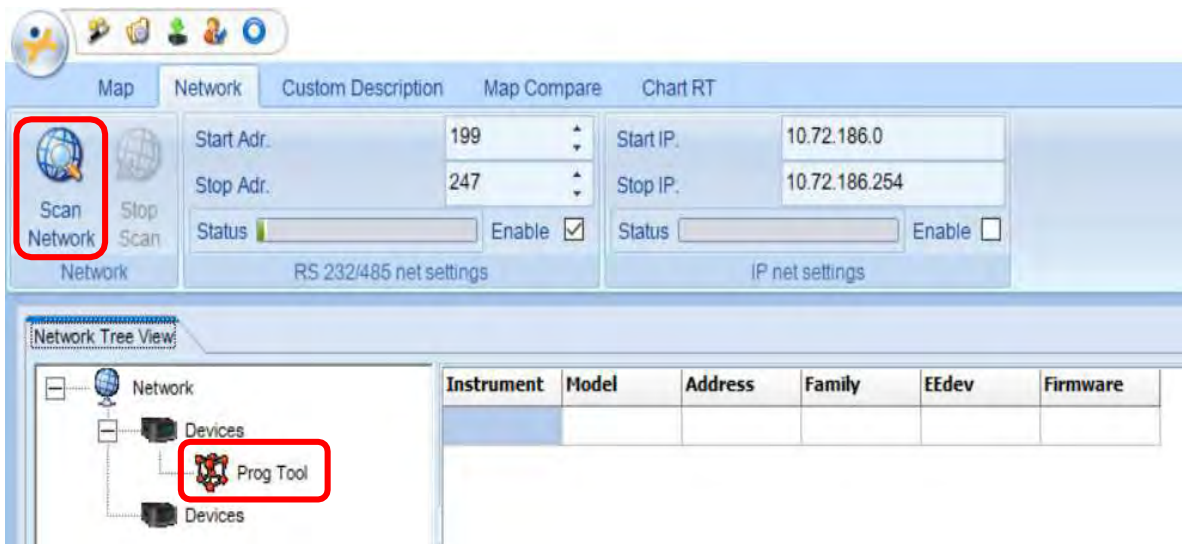 Map Network Custom Description Map Compare Chart RT
Start Adr. 199 Start IP. 10.72.186.0
Stop Adr. 247 Stop IP. 10.72.186.254
Scan Network
Stop Scan
Status Enable Status Enable
Network RS 232/485 net settings IP net settings
Network Tree View
Network
Instrument Model Address Family EEdev Firmware
Devices
Prog Tool
Devices